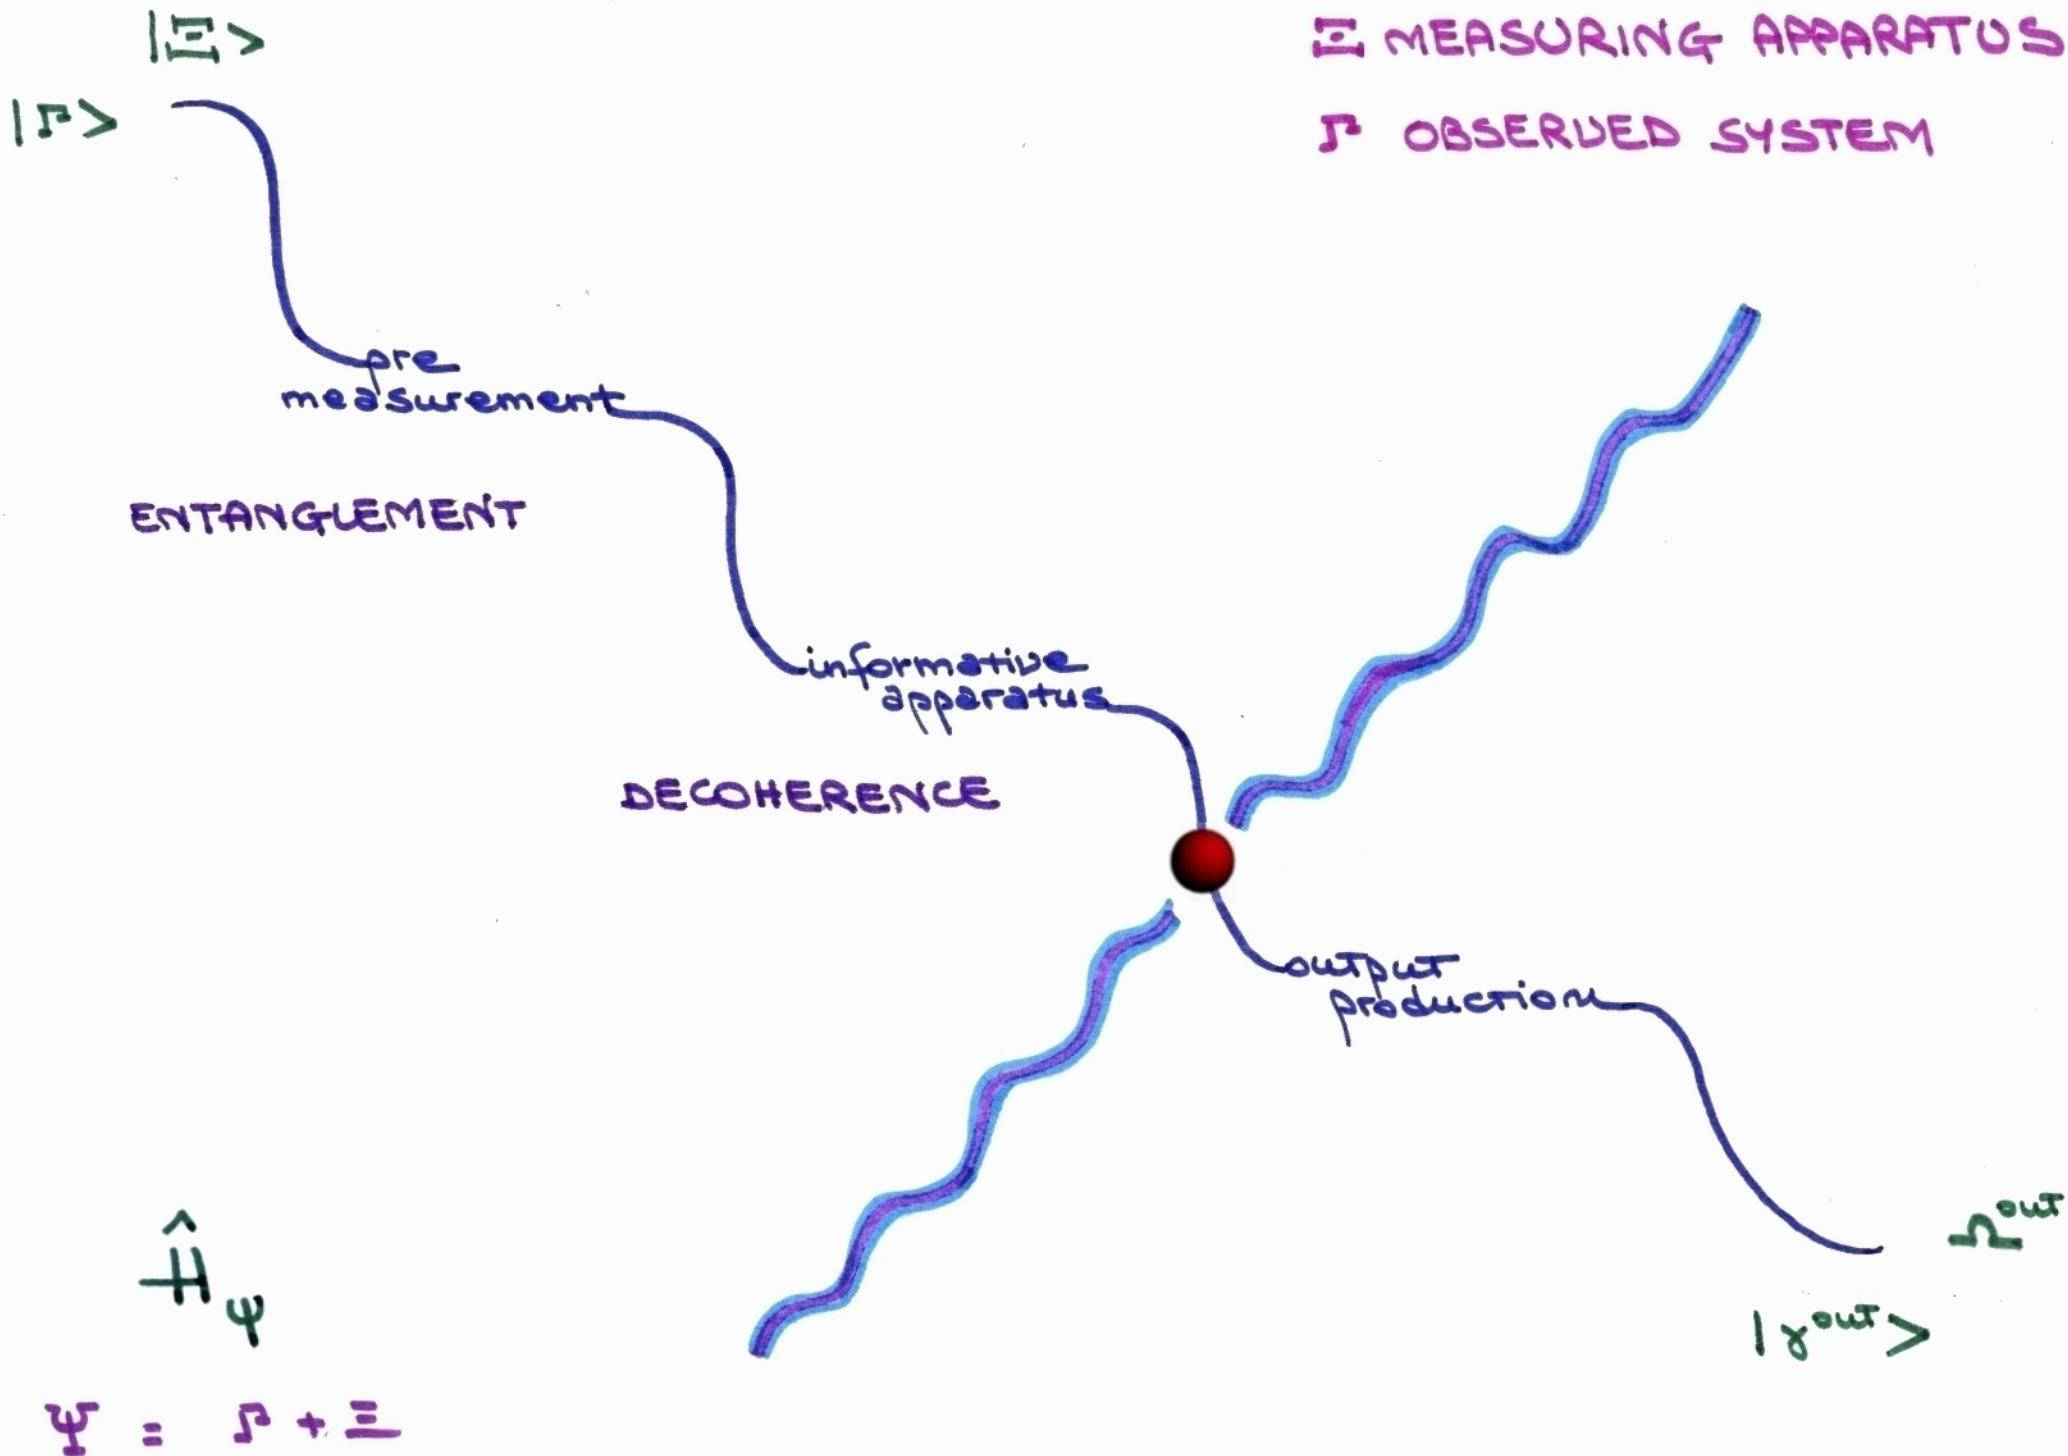 |Ξ>
Ξ MEASURING APPARATUS
|Γ>
Γ OBSERVED SYSTEM
pre
measurement
ENTANGLEMENT
informative
apparatus
DECOHERENCE
output
production
Ĥ_Ψ
Ω^out
|γ^out>
Ψ = Γ + Ξ